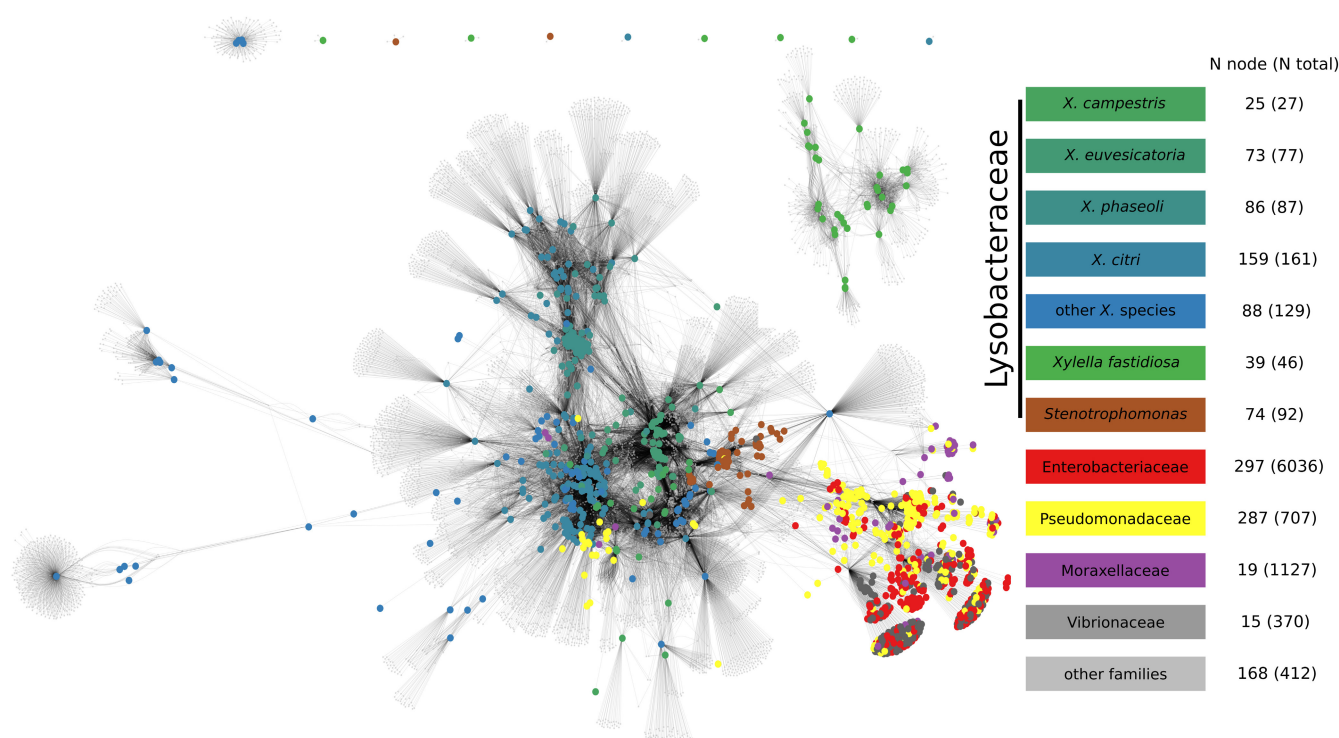 N node (N total)
Lysobacteraceae
X. campestris 25 (27)
X. euvesicatoria 73 (77)
X. phaseoli 86 (87)
X. citri 159 (161)
other X. species 88 (129)
Xylella fastidiosa 39 (46)
Stenotrophomonas 74 (92)
Enterobacteriaceae 297 (6036)
Pseudomonadaceae 287 (707)
Moraxellaceae 19 (1127)
Vibrionaceae 15 (370)
other families 168 (412)